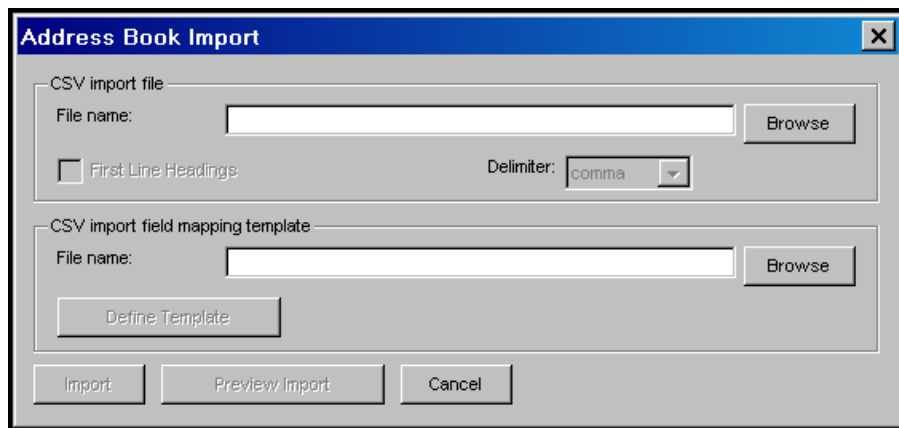 Address Book Import
CSV import file
File name:
Browse
First Line Headings
Delimiter: comma
CSV import field mapping template
File name:
Browse
Define Template
Import Preview Import Cancel